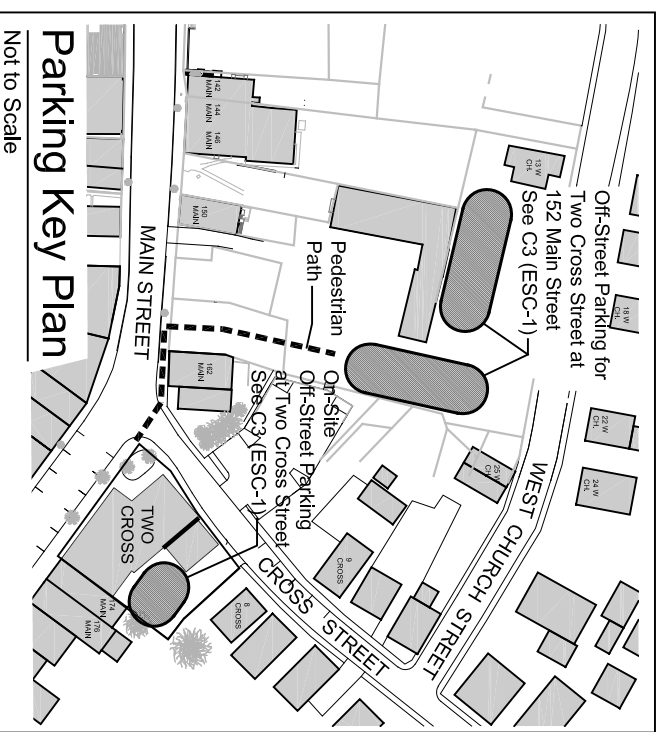 Off-Street Parking for
Two Cross Street at
152 Main Street
See C3 (ESC-1)
13 W
CH.
18 W
CH.
22 W
CH.
24 W
CH.
25 W
CH.
WEST CHURCH STREET
142
MAIN
144
MAIN
146
MAIN
150
MAIN
Pedestrian
Path
On-Site
Off-Street Parking
at Two Cross Street
See C3 (ESC-1)
162
MAIN
MAIN STREET
9
CROSS
CROSS STREET
8
CROSS
TWO
CROSS
174
MAIN
176
MAIN
Parking Key Plan
Not to Scale